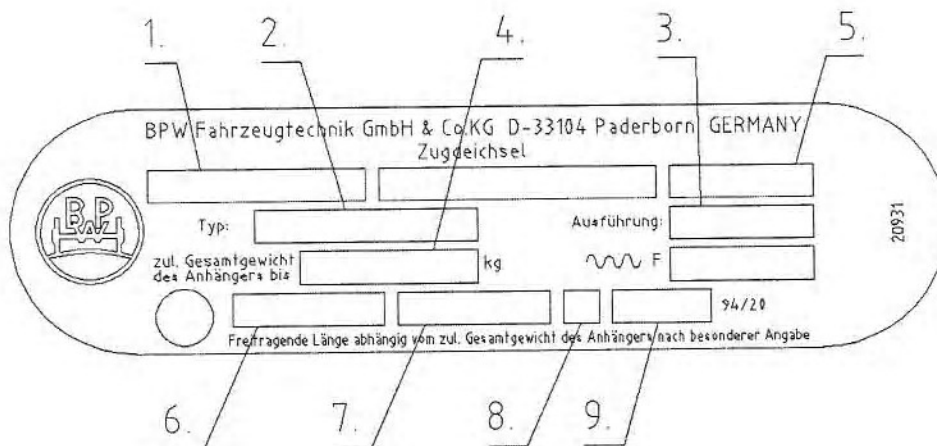 1. 2. 4. 3. 5.
BPW Fahrzeugtechnik GmbH & Co.KG D-33104 Paderborn GERMANY
Zugdeichsel
BPW
Typ:
Ausführung:
20931
zul. Gesamtgewicht
des Anhängers bis
kg
F
94/20
Freitragende Länge abhängig vom zul. Gesamtgewicht des Anhängers nach besonderer Angabe
6. 7. 8. 9.